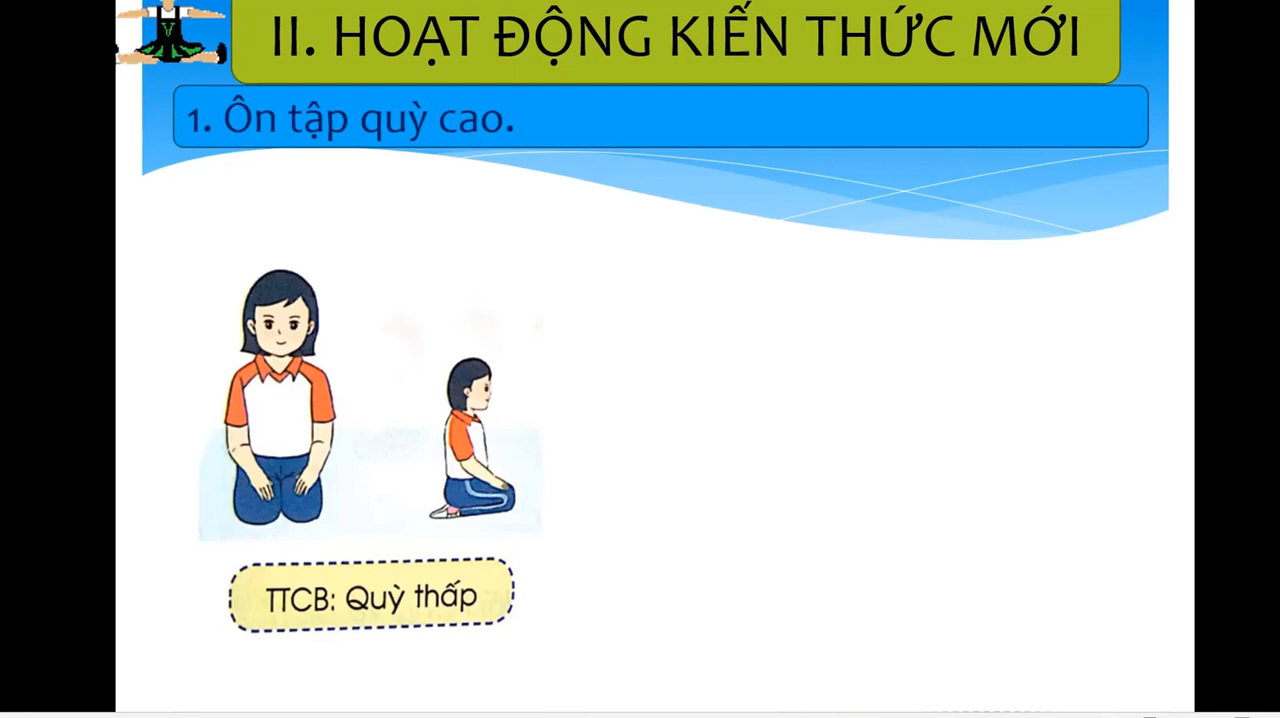 II. HOẠT ĐỘNG KIẾN THỨC MỚI
1. Ôn tập quỳ cao.
TTCB: Quỳ thấp